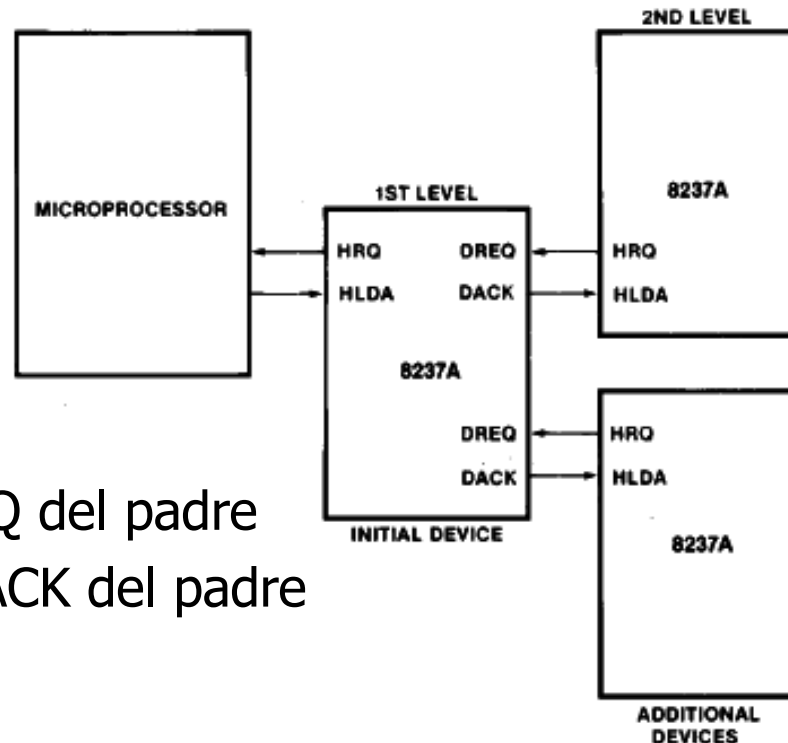 2ND LEVEL
MICROPROCESSOR
1ST LEVEL
8237A
HRQ DREQ HRQ
HLDA DACK HLDA
8237A
DREQ HRQ
DACK HLDA
INITIAL DEVICE
8237A
Q del padre
ACK del padre
ADDITIONAL
DEVICES